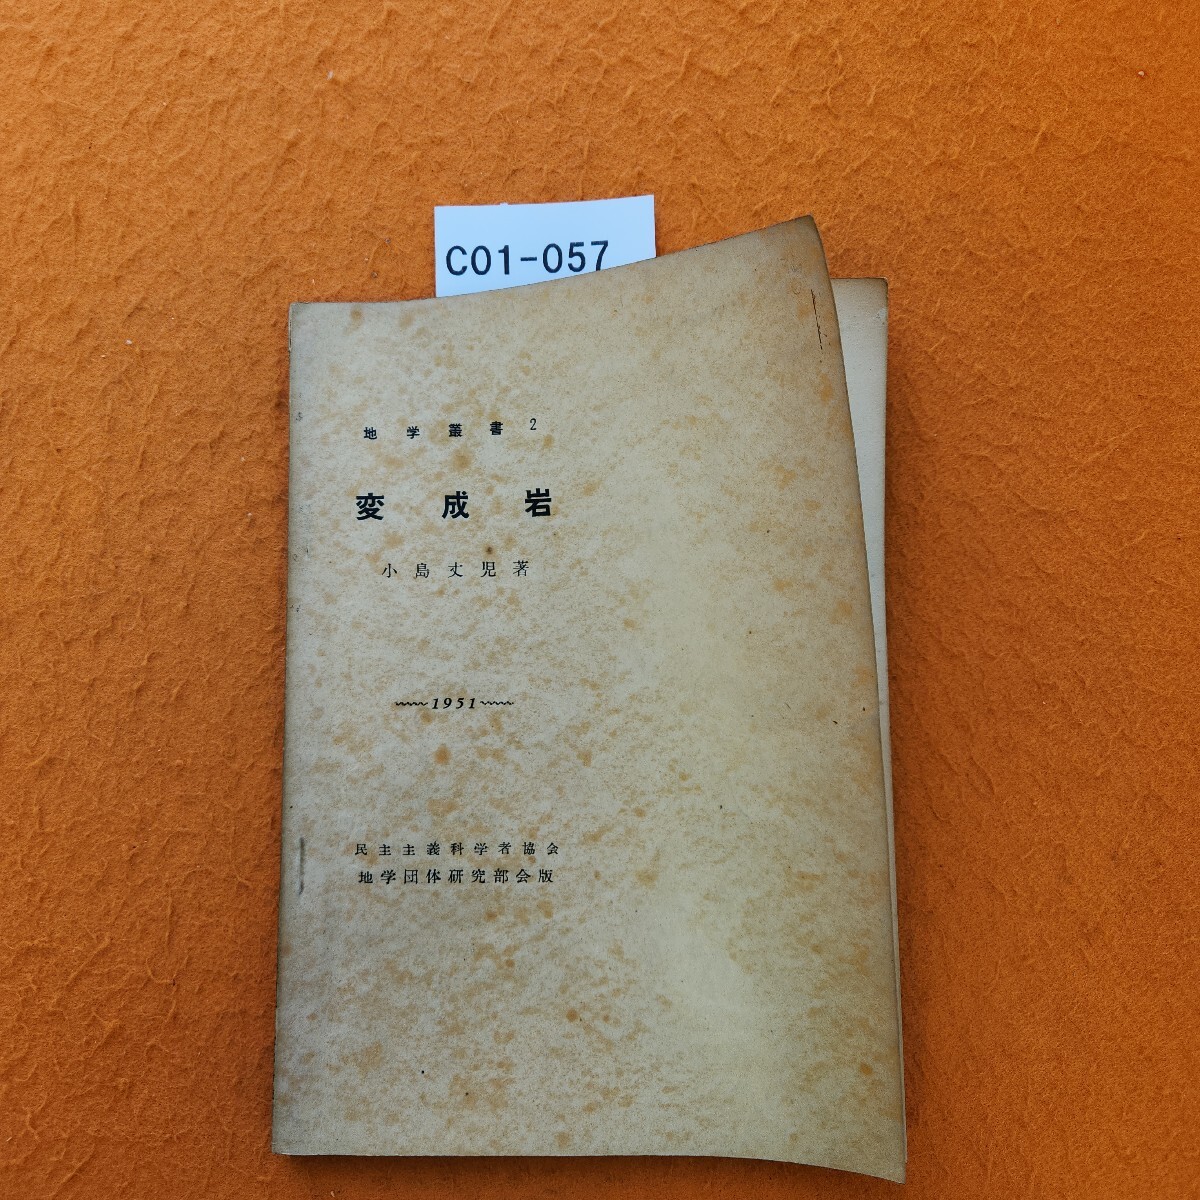 C01-057
地学叢書2
変成岩
小島丈児著
1951
民主主義科学者協会
地学団体研究部会版